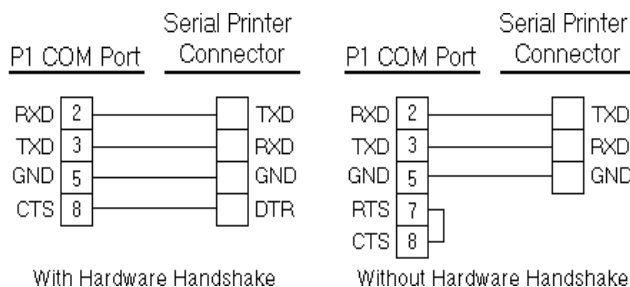 Serial Printer
P1 COM Port Connector
RXD 2 TXD
TXD 3 RXD
GND 5 GND
CTS 8 DTR
With Hardware Handshake
Serial Printer
P1 COM Port Connector
RXD 2 TXD
TXD 3 RXD
GND 5 GND
RTS 7
CTS 8
Without Hardware Handshake